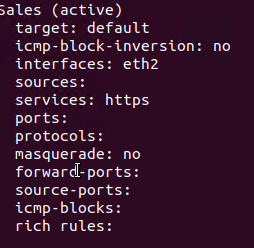 Sales (active)
target: default
icmp-block-inversion: no
interfaces: eth2
sources:
services: https
ports:
protocols:
masquerade: no
forward-ports:
source-ports:
icmp-blocks:
rich rules: